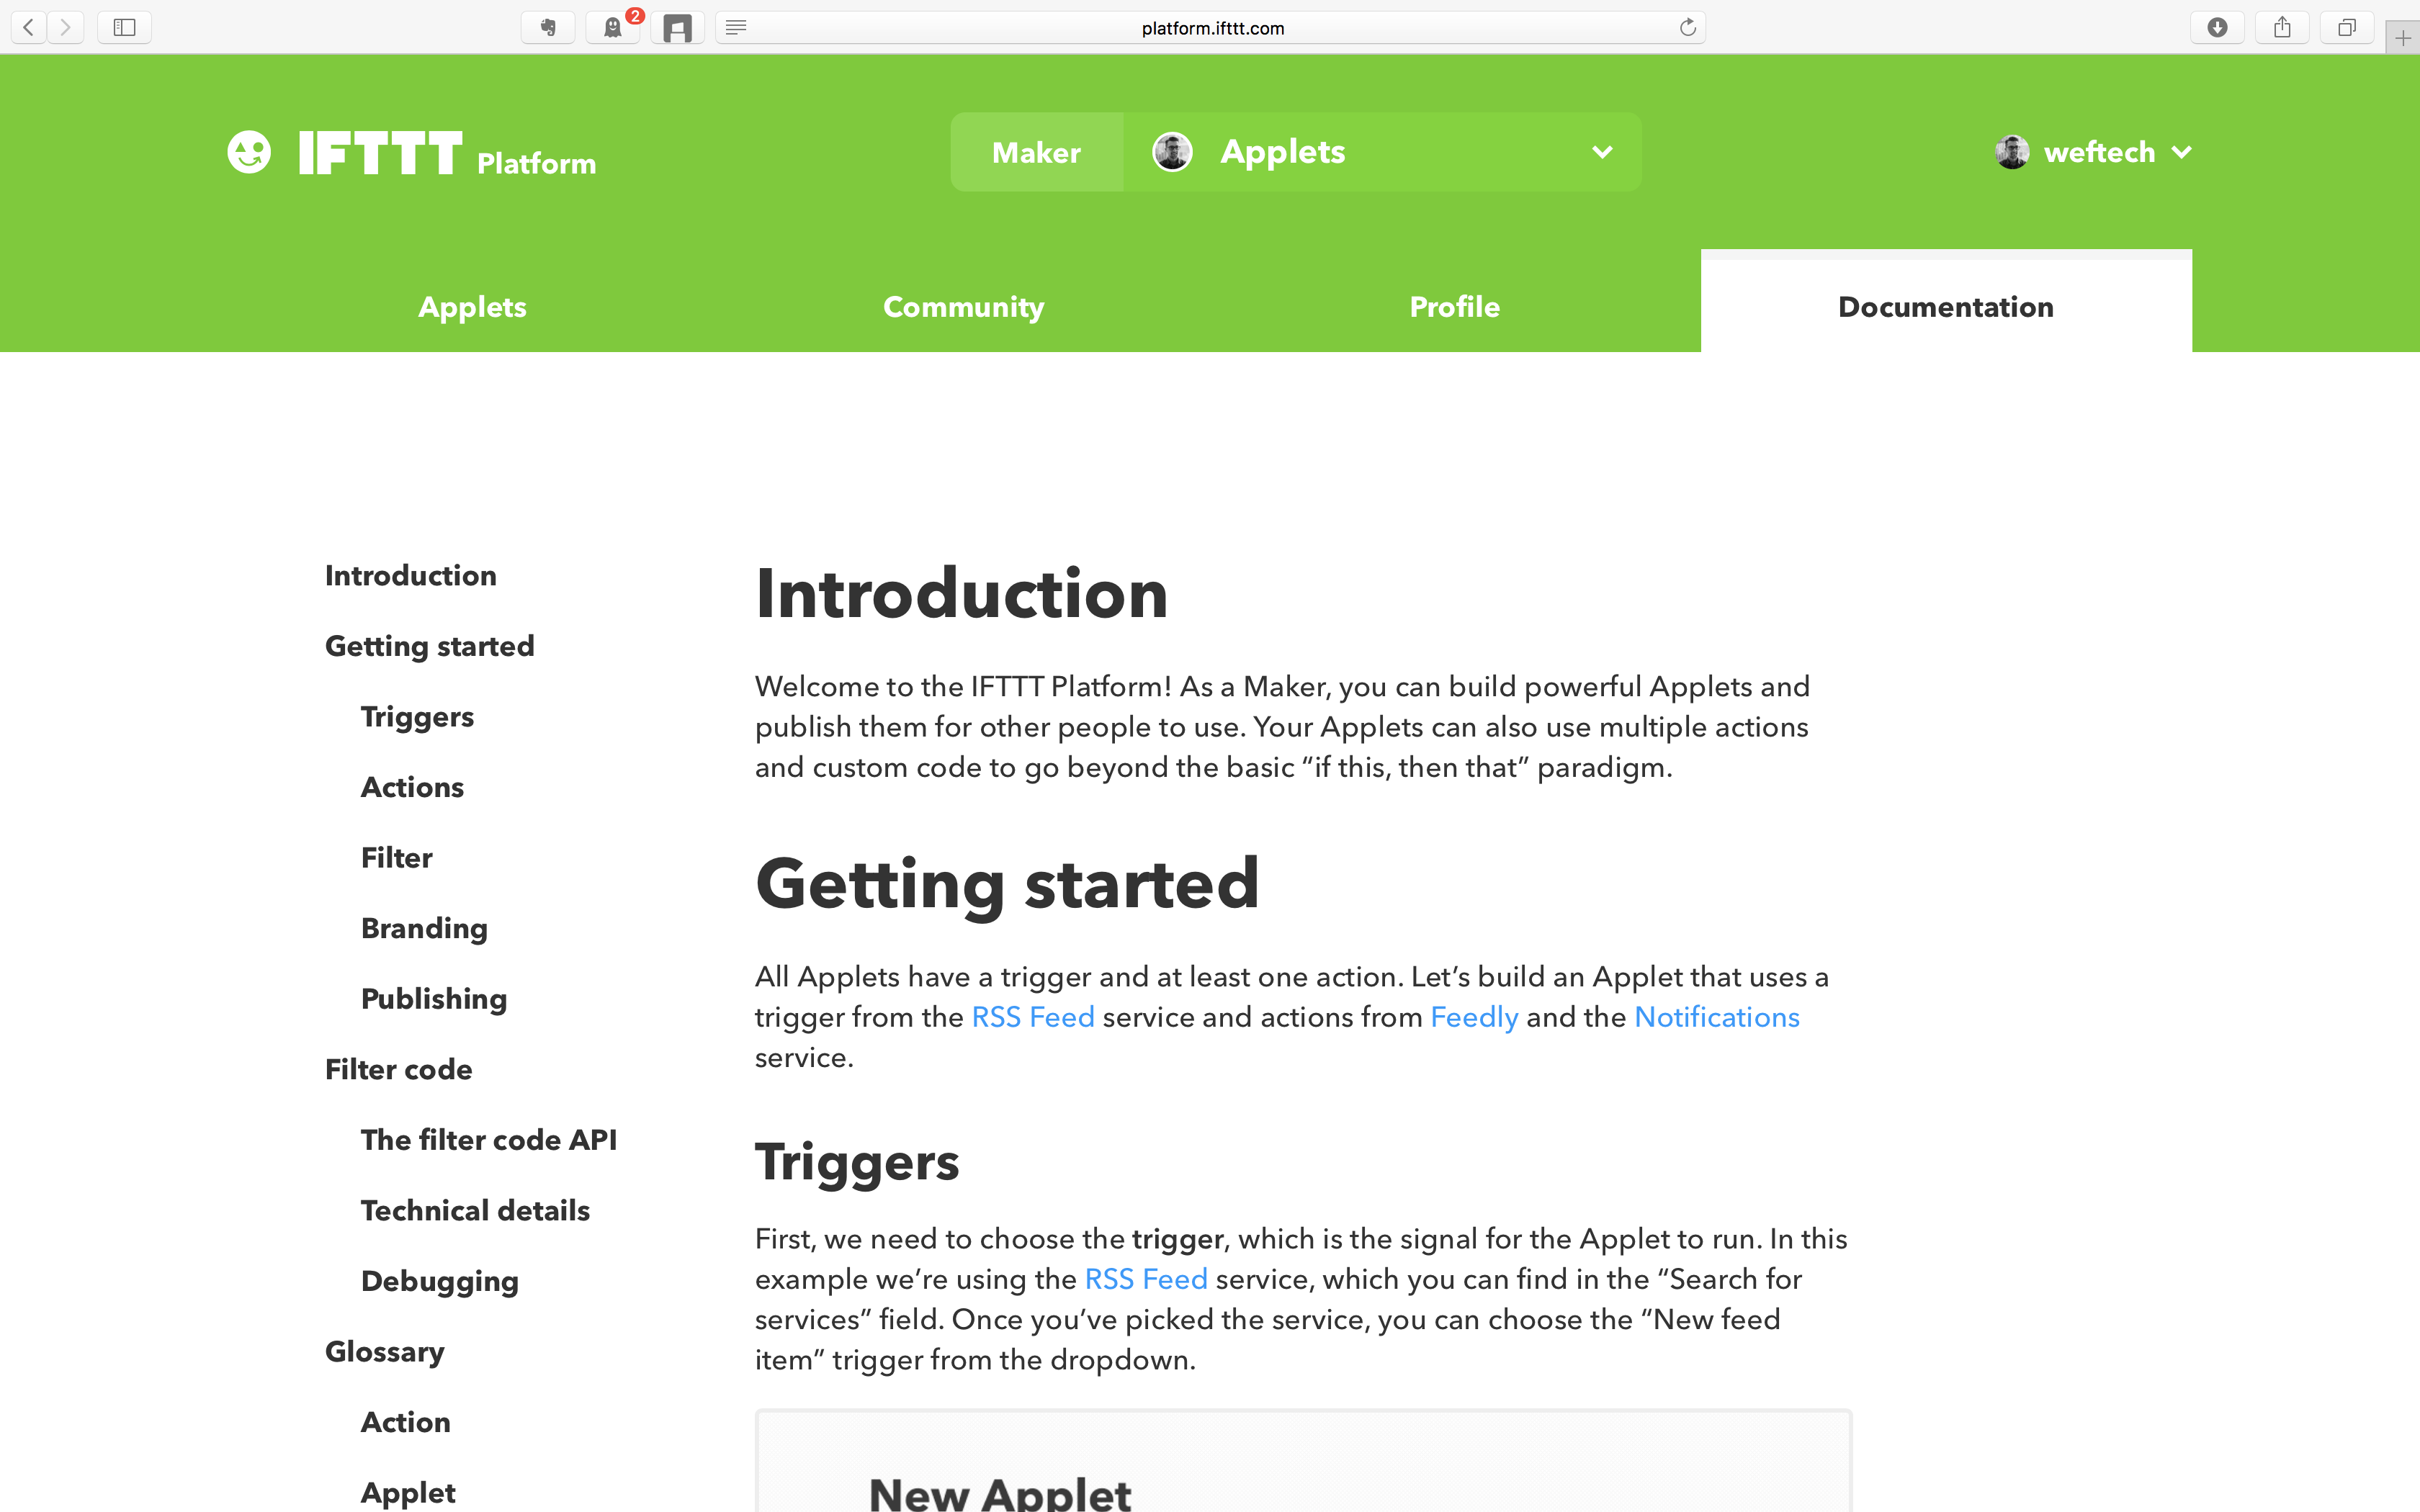 2
platform.ifttt.com
IFTTT Platform
Maker
Applets
weftech
Applets
Community
Profile
Documentation
Introduction
Getting started
Triggers
Actions
Filter
Branding
Publishing
Filter code
The filter code API
Technical details
Debugging
Glossary
Action
Applet
Introduction
Welcome to the IFTTT Platform! As a Maker, you can build powerful Applets and
publish them for other people to use. Your Applets can also use multiple actions
and custom code to go beyond the basic “if this, then that” paradigm.
Getting started
All Applets have a trigger and at least one action. Let’s build an Applet that uses a
trigger from the RSS Feed service and actions from Feedly and the Notifications
service.
Triggers
First, we need to choose the trigger, which is the signal for the Applet to run. In this
example we’re using the RSS Feed service, which you can find in the “Search for
services” field. Once you’ve picked the service, you can choose the “New feed
item” trigger from the dropdown.
New Applet